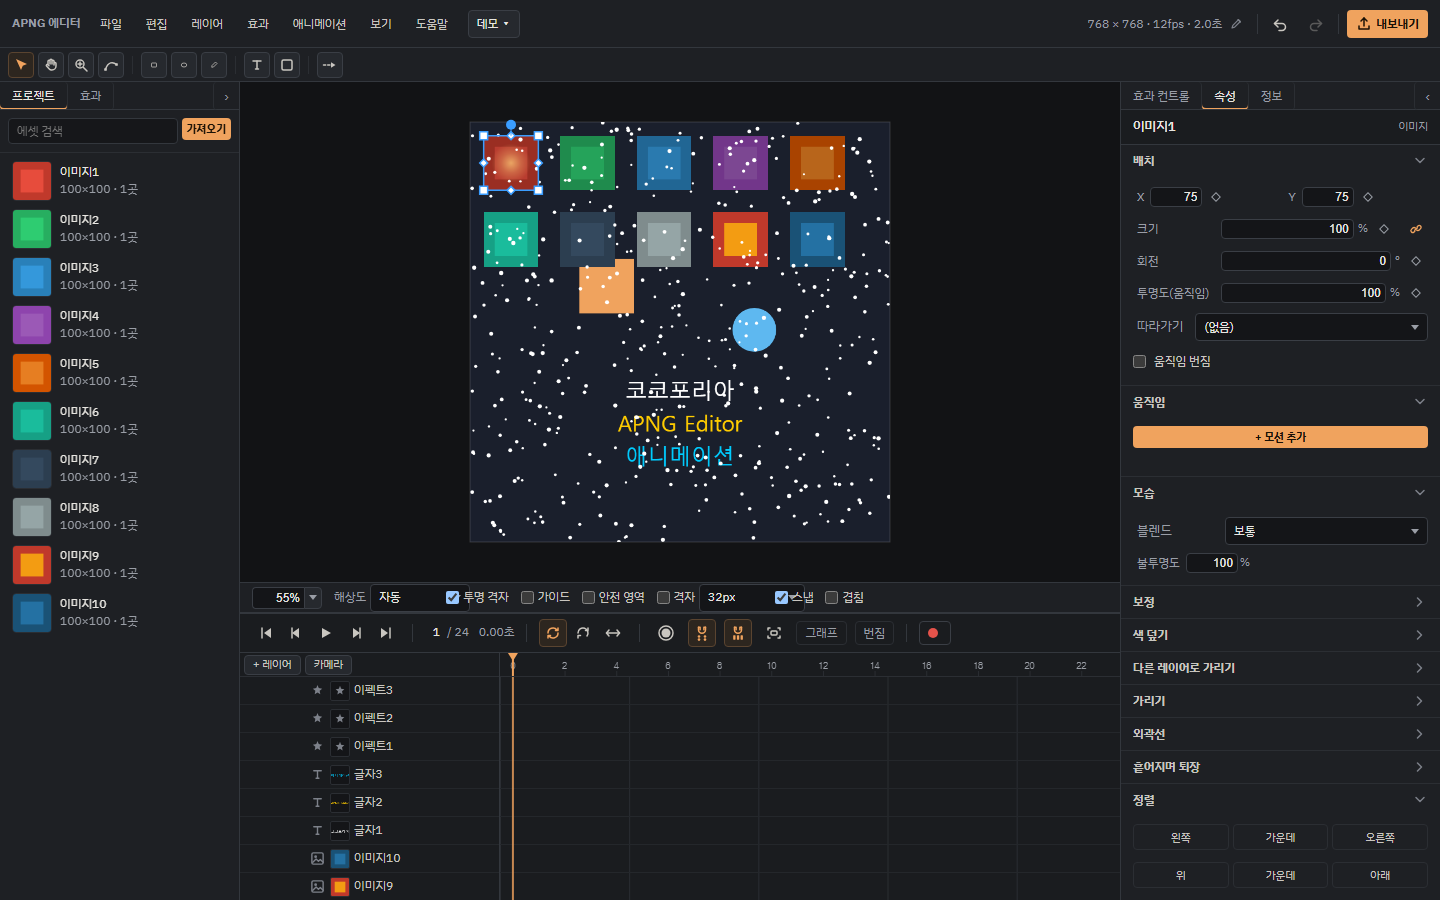 APNG 에디터 파일 편집 레이어 효과 애니메이션 보기 도움말 데모 768 × 768 · 12fps · 2.0초 내보내기
프로젝트 효과
에셋 검색 가져오기
이미지1
100×100 · 1곳
이미지2
100×100 · 1곳
이미지3
100×100 · 1곳
이미지4
100×100 · 1곳
이미지5
100×100 · 1곳
이미지6
100×100 · 1곳
이미지7
100×100 · 1곳
이미지8
100×100 · 1곳
이미지9
100×100 · 1곳
이미지10
100×100 · 1곳
코코포리아
APNG Editor
애니메이션
55% 해상도 자동 투명 격자 가이드 안전 영역 격자 32px 스냅 겹침
1 / 24 0.00초 그래프 번짐
+ 레이어 카메라 0 2 4 6 8 10 12 14 16 18 20 22
이펙트3
이펙트2
이펙트1
글자3
글자2
글자1
이미지10
이미지9
효과 컨트롤 속성 정보
이미지1 이미지
배치
X 75 Y 75
크기 100 %
회전 0 °
투명도(움직임) 100 %
따라가기 (없음)
움직임 번짐
움직임
+ 모션 추가
모습
블렌드 보통
불투명도 100 %
보정
색 덮기
다른 레이어로 가리기
가리기
외곽선
흩어지며 퇴장
정렬
왼쪽 가운데 오른쪽
위 가운데 아래